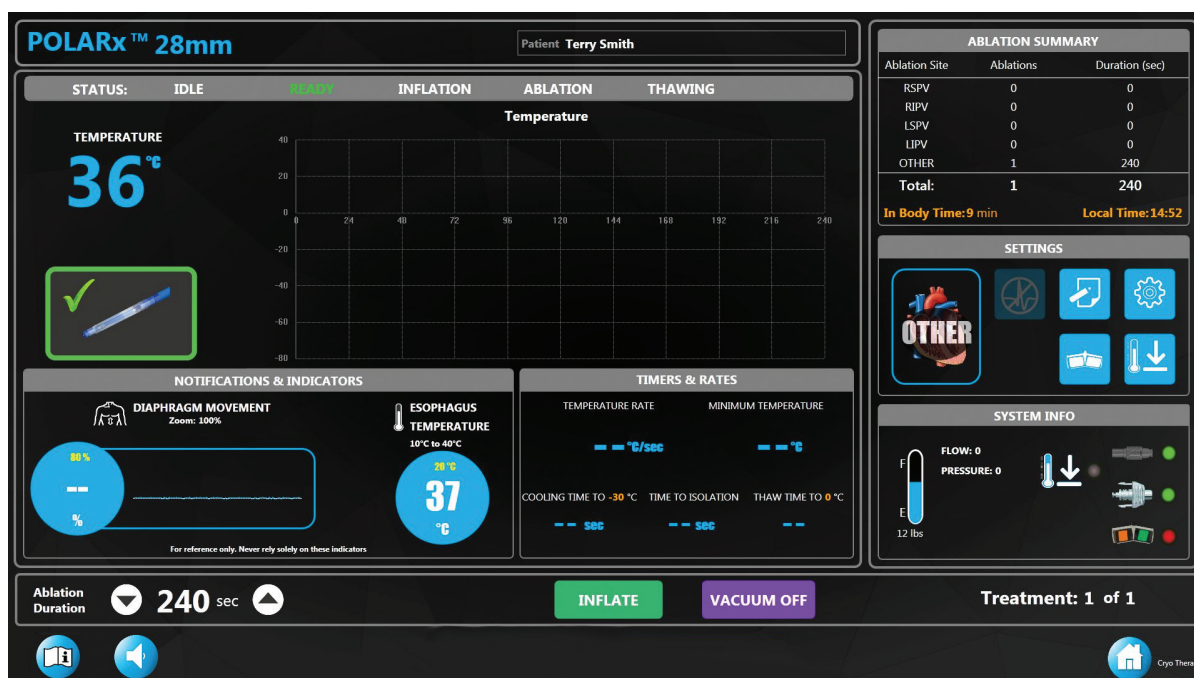 POLARx™ 28mm
Patient Terry Smith
STATUS: IDLE READY INFLATION ABLATION THAWING
TEMPERATURE
36°C
Temperature
40
20
0
-20
-40
-60
-80
0 24 48 72 96 120 144 168 192 216 240
NOTIFICATIONS & INDICATORS
DIAPHRAGM MOVEMENT
Zoom: 100%
80 %
--
%
ESOPHAGUS
TEMPERATURE
10°C to 40°C
20 °C
37
°C
For reference only. Never rely solely on these indicators
TIMERS & RATES
TEMPERATURE RATE MINIMUM TEMPERATURE
-- °C/sec -- °C
COOLING TIME TO -30 °C TIME TO ISOLATION THAW TIME TO 0 °C
-- sec -- sec --
ABLATION SUMMARY
Ablation Site Ablations Duration (sec)
RSPV 0 0
RIPV 0 0
LSPV 0 0
LIPV 0 0
OTHER 1 240
Total: 1 240
In Body Time: 9 min Local Time: 14:52
SETTINGS
OTHER
SYSTEM INFO
F
E
12 lbs
FLOW: 0
PRESSURE: 0
Ablation
Duration
240 sec
INFLATE
VACUUM OFF
Treatment: 1 of 1
Cryo Thera